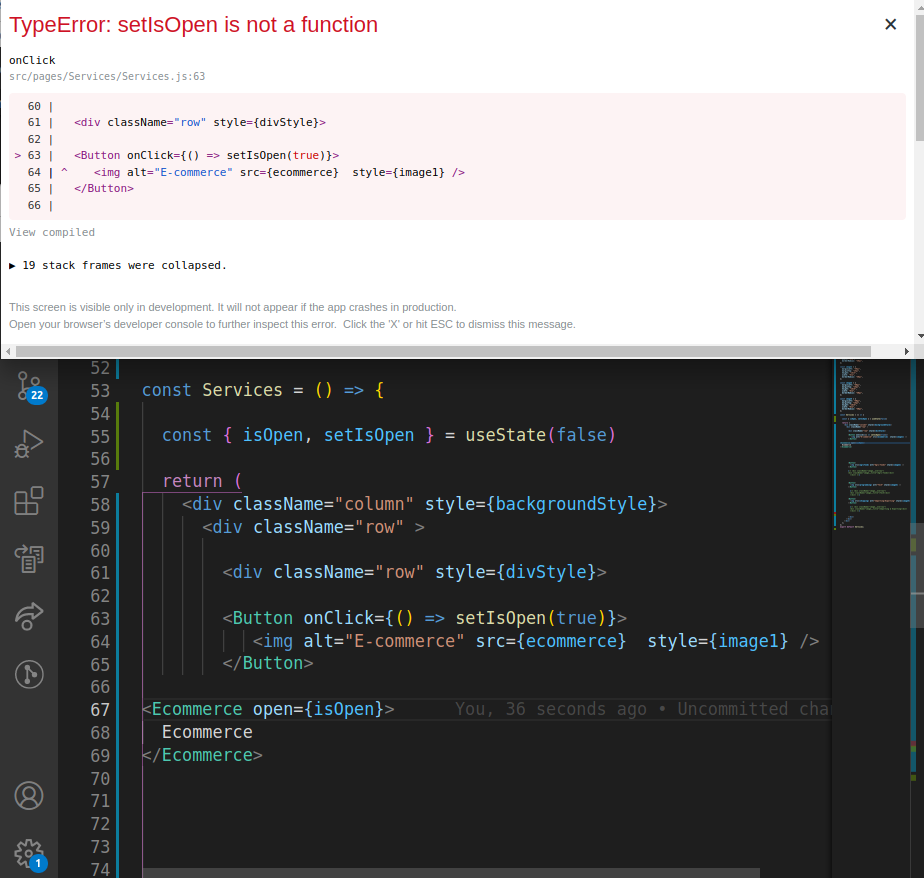 TypeError: setIsOpen is not a function
×
onClick
src/pages/Services/Services.js:63
60 |
61 |   <div className="row" style={divStyle}>
62 |
> 63 |   <Button onClick={() => setIsOpen(true)}>
64 | ^    <img alt="E-commerce" src={ecommerce}  style={image1} />
65 |   </Button>
66 |
View compiled
▶ 19 stack frames were collapsed.
This screen is visible only in development. It will not appear if the app crashes in production.
Open your browser’s developer console to further inspect this error.  Click the 'X' or hit ESC to dismiss this message.
22
1
52
53 const Services = () => {
54
55   const { isOpen, setIsOpen } = useState(false)
56
57   return (
58     <div className="column" style={backgroundStyle}>
59       <div className="row" >
60
61         <div className="row" style={divStyle}>
62
63         <Button onClick={() => setIsOpen(true)}>
64            <img alt="E-commerce" src={ecommerce}  style={image1} />
65         </Button>
66
67 <Ecommerce open={isOpen}>      You, 36 seconds ago • Uncommitted cha
68   Ecommerce
69 </Ecommerce>
70
71
72
73
74